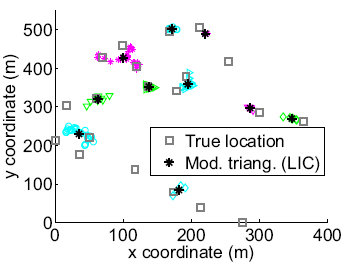 500
400
300
200
100
0
0 100 200 300 400
y coordinate (m)
x coordinate (m)
True location
Mod. triang. (LIC)